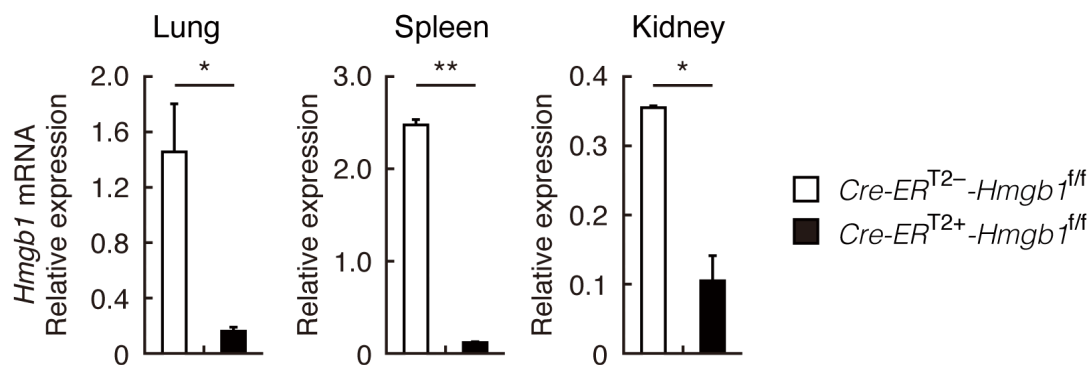 Lung
Spleen
Kidney
*
**
*
Hmgb1 mRNA
Relative expression
2.0
1.6
1.2
1.8
0.4
0
Relative expression
3.0
2.0
1.0
0
Relative expression
0.4
0.3
0.2
0.1
0
Cre-ERT2–-Hmgb1f/f
Cre-ERT2+-Hmgb1f/f